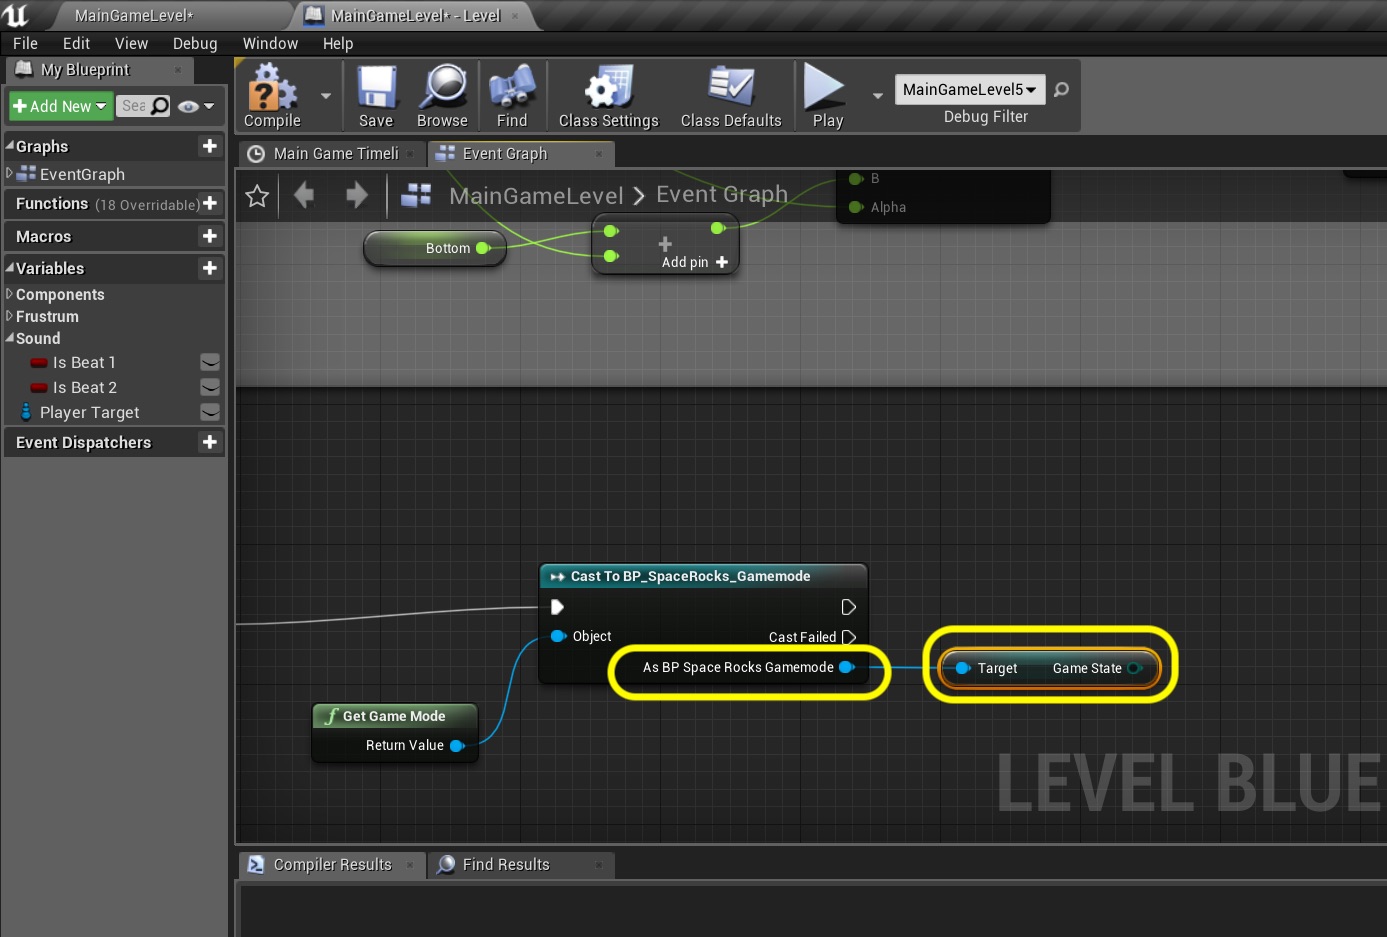 MainGameLevel*
MainGameLevel* - Level
File Edit View Debug Window Help
My Blueprint
Add New
Sea
Graphs
EventGraph
Functions (18 Overridable)
Macros
Variables
Components
Frustrum
Sound
Is Beat 1
Is Beat 2
Player Target
Event Dispatchers
Compile
Save
Browse
Find
Class Settings
Class Defaults
Play
MainGameLevel5
Debug Filter
Main Game Timeli
Event Graph
MainGameLevel > Event Graph
B
Alpha
Bottom
Add pin
Cast To BP_SpaceRocks_Gamemode
Object
Cast Failed
As BP Space Rocks Gamemode
Target Game State
f Get Game Mode
Return Value
LEVEL BLUE
Compiler Results
Find Results